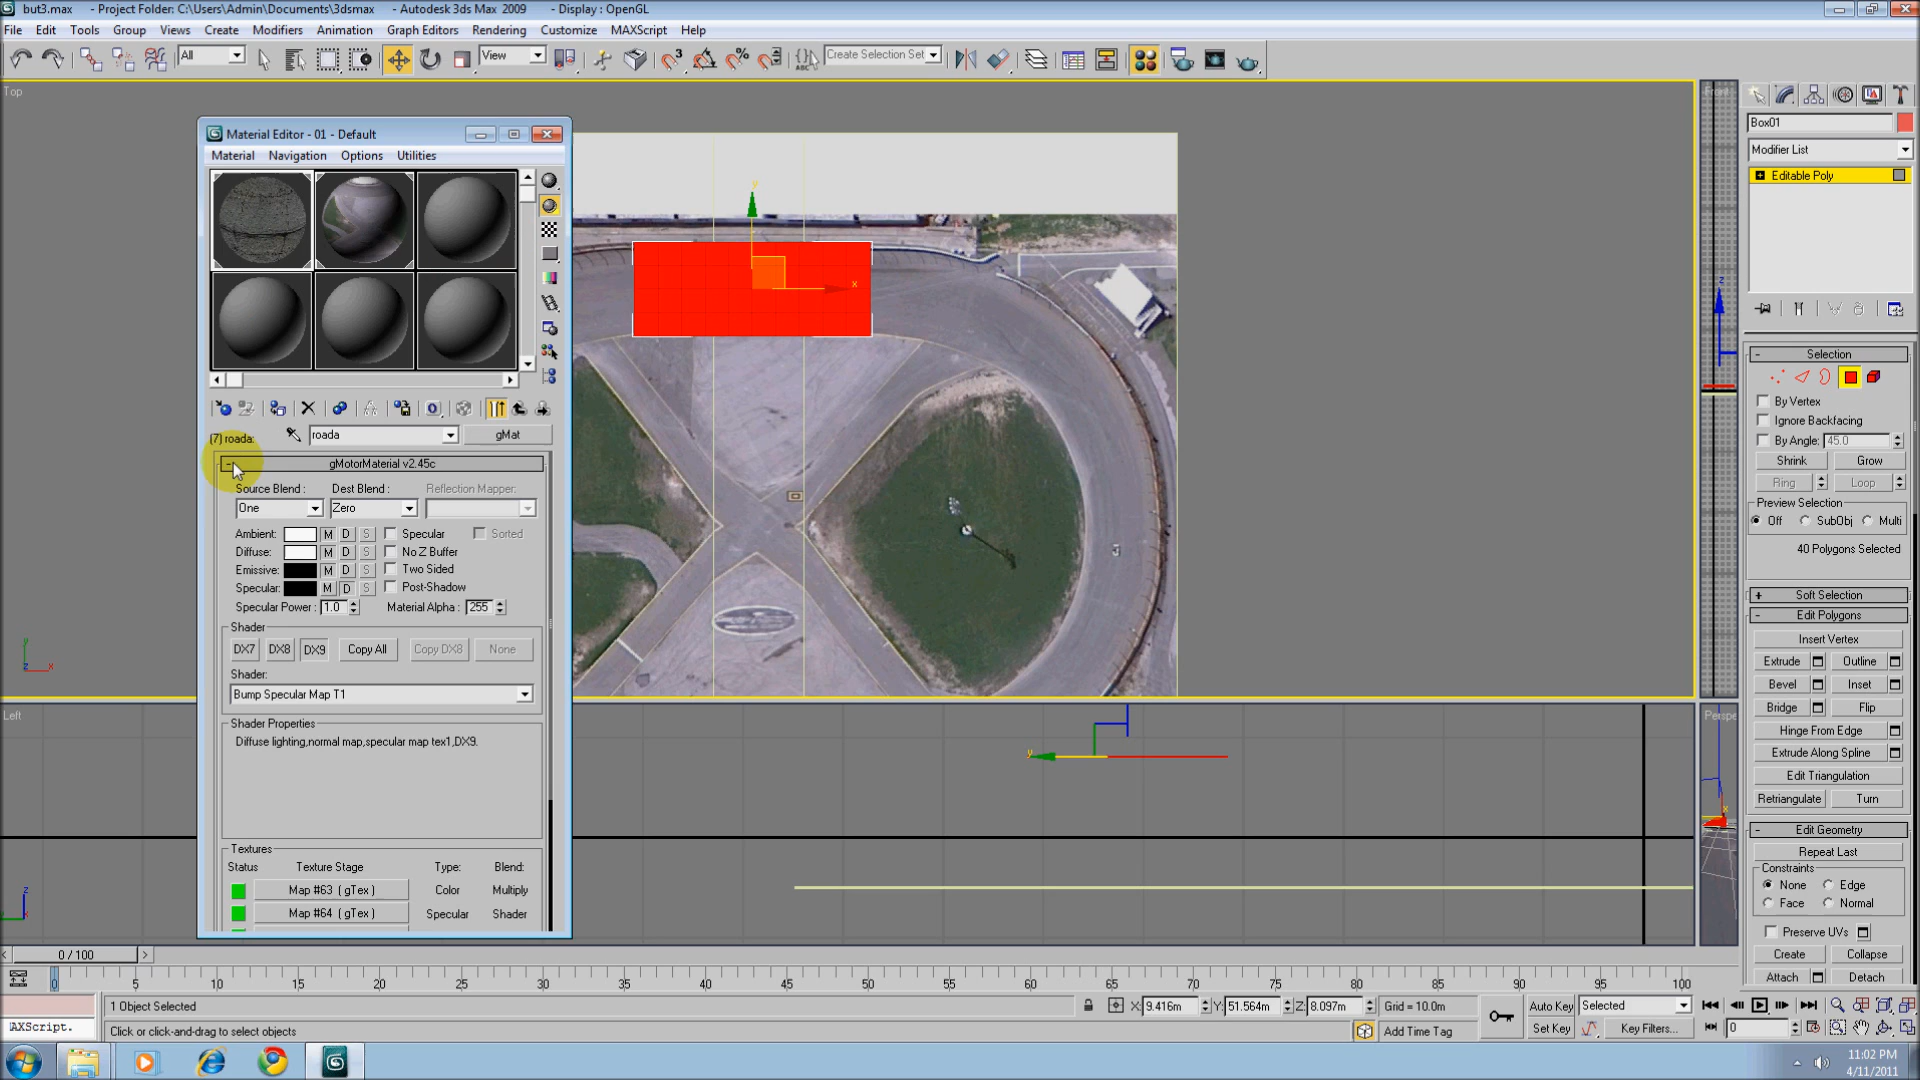 but3.max - Project Folder: C:\Users\Admin\Documents\3dsmax - Autodesk 3ds Max 2009 - Display : OpenGL
File Edit Tools Group Views Create Modifiers Animation Graph Editors Rendering Customize MAXScript Help
All View Create Selection Set
Top
Material Editor - 01 - Default
Material Navigation Options Utilities
(7) roada: roada gMat
gMotorMaterial v2.45c
Source Blend : Dest Blend : Reflection Mapper:
One Zero
Ambient: M D S Specular Sorted
Diffuse: M D S No Z Buffer
Emissive: M D S Two Sided
Specular: M D S Post-Shadow
Specular Power : 1.0 Material Alpha : 255
Shader
DX7 DX8 DX9 Copy All Copy DX8 None
Shader:
Bump Specular Map T1
Shader Properties
Diffuse lighting,normal map,specular map tex1,DX9.
Textures
Status Texture Stage Type: Blend:
Map #63 ( gTex ) Color Multiply
Map #64 ( gTex ) Specular Shader
y
x
Left
y
Front
z
Perspe
x
y
z
x
z
Box01
Modifier List
Editable Poly
Selection
By Vertex
Ignore Backfacing
By Angle: 45.0
Shrink Grow
Ring Loop
Preview Selection
Off SubObj Multi
40 Polygons Selected
Soft Selection
Edit Polygons
Insert Vertex
Extrude Outline
Bevel Inset
Bridge Flip
Hinge From Edge
Extrude Along Spline
Edit Triangulation
Retriangulate Turn
Edit Geometry
Repeat Last
Constraints
None Edge
Face Normal
Preserve UVs
Create Collapse
Attach Detach
0 / 100
0 5 10 15 20 25 30 35 40 45 50 55 60 65 70 75 80 85 90 95 100
1 Object Selected X: 9.416m Y: 51.564m Z: 8.097m Grid = 10.0m Auto Key Selected
AXScript. Click or click-and-drag to select objects Add Time Tag Set Key Key Filters... 0
11:02 PM
4/11/2011